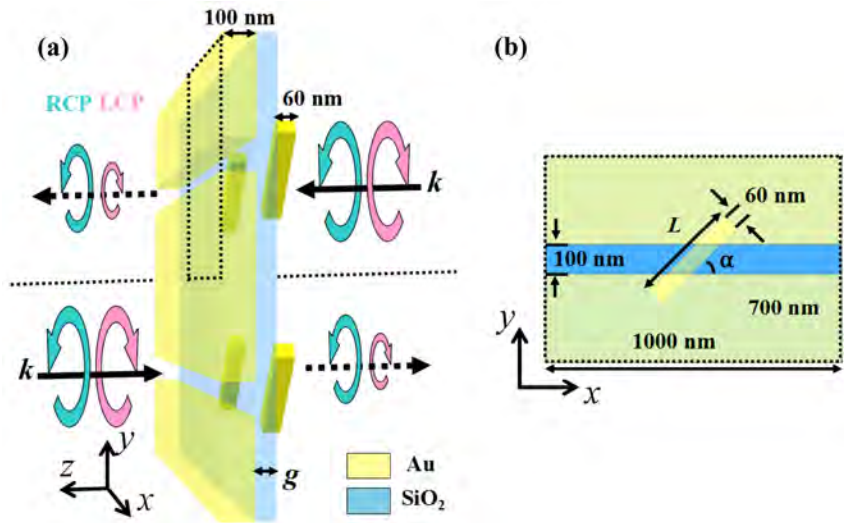 (a)
100 nm
RCP LCP
60 nm
k
k
y
z
x
g
Au
SiO₂
(b)
60 nm
L
100 nm
α
700 nm
1000 nm
y
x